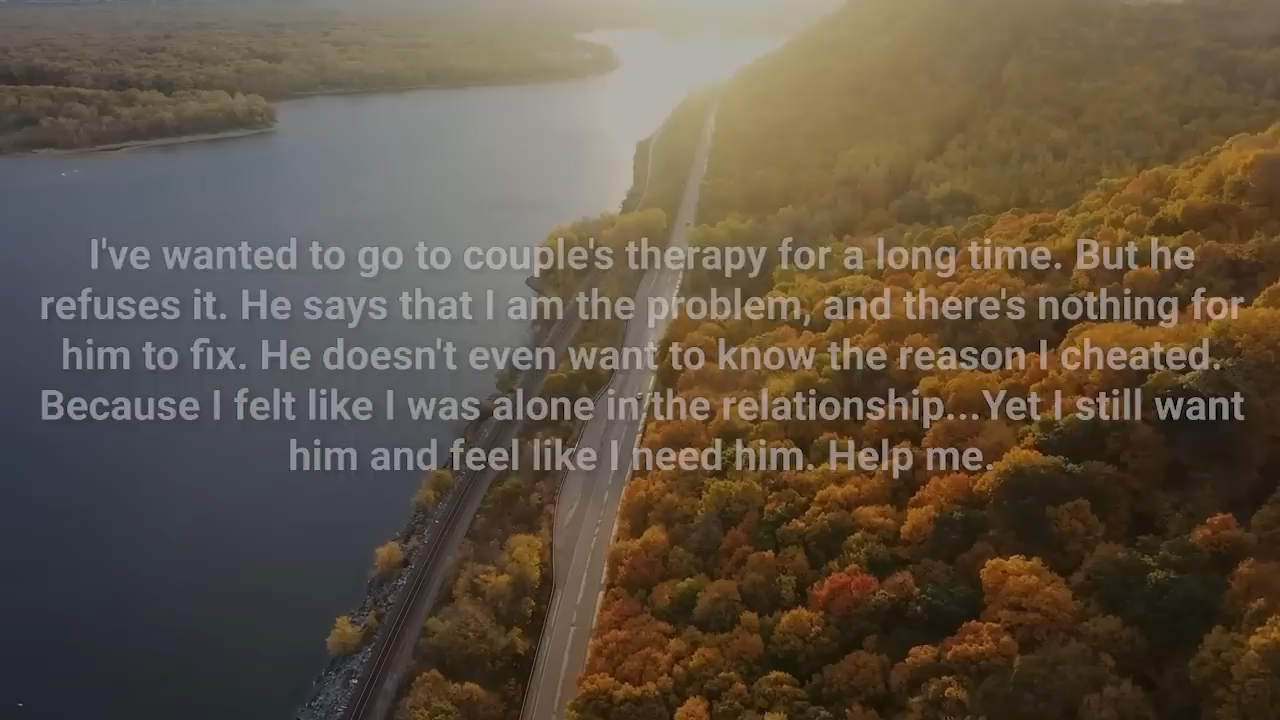 I've wanted to go to couple's therapy for a long time. But he
refuses it. He says that I am the problem, and there's nothing for
him to fix. He doesn't even want to know the reason I cheated.
Because I felt like I was alone in the relationship...Yet I still want
him and feel like I need him. Help me.